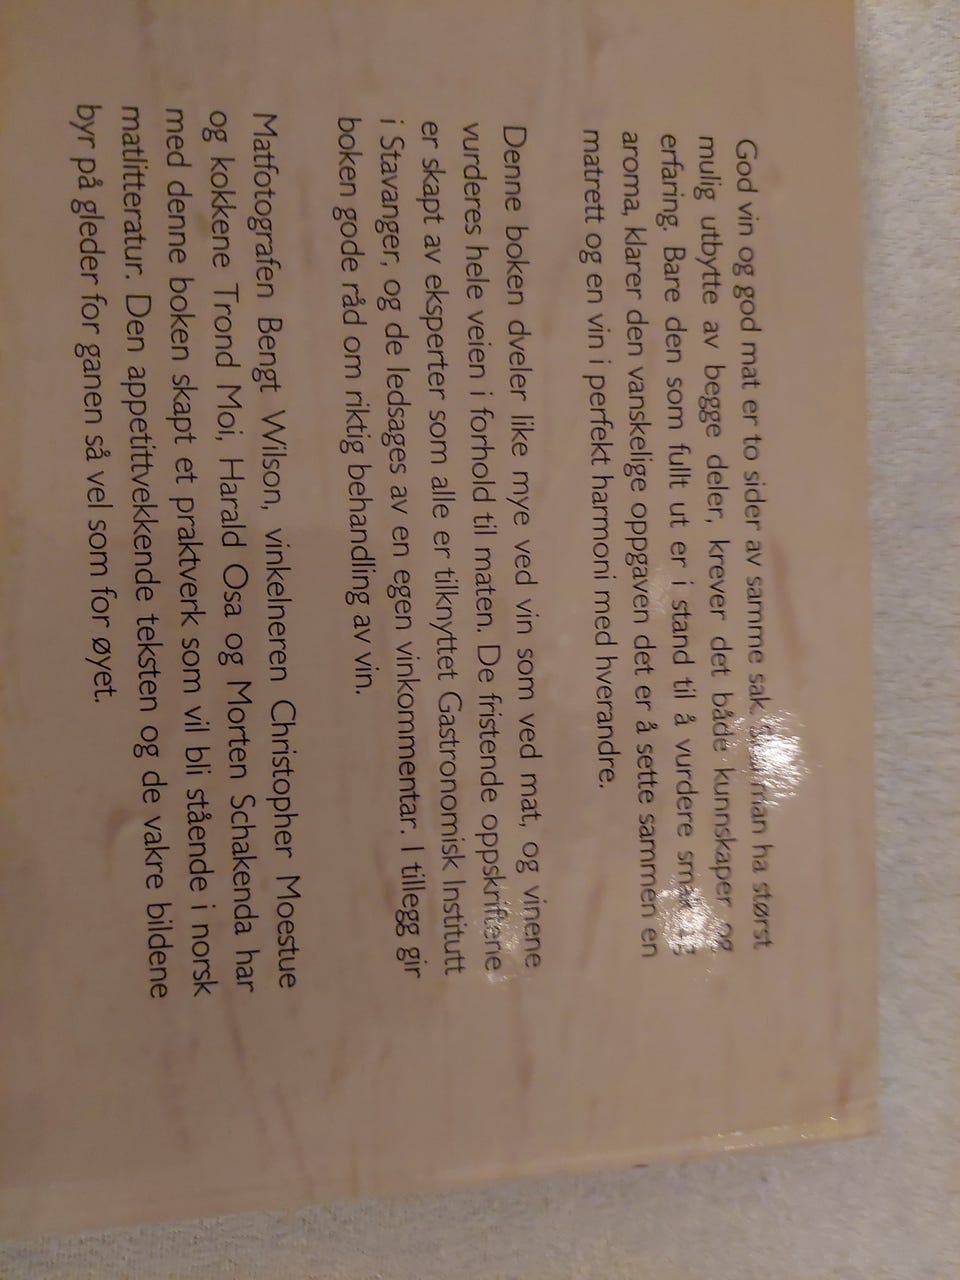 God vin og god mat er to sider av samme sak. man ha størst
mulig utbytte av begge deler, krever det både kunnskaper og
erfaring. Bare den som fullt ut er i stand til å vurdere smak og
aroma, klarer den vanskelige oppgaven det er å sette sammen en
matrett og en vin i perfekt harmoni med hverandre.
Denne boken dveler like mye ved vin som ved mat, og vinene
vurderes hele veien i forhold til maten. De fristende oppskriftene
er skapt av eksperter som alle er tilknyttet Gastronomisk Institutt
i Stavanger, og de ledsages av en egen vinkommentar. I tillegg gir
boken gode råd om riktig behandling av vin.
Matfotografen Bengt Wilson, vinkelneren Christopher Moestue
og kokkene Trond Moi, Harald Osa og Morten Schakenda har
med denne boken skapt et praktverk som vil bli stående i norsk
matlitteratur. Den appetittvekkende teksten og de vakre bildene
byr på gleder for ganen så vel som for øyet.